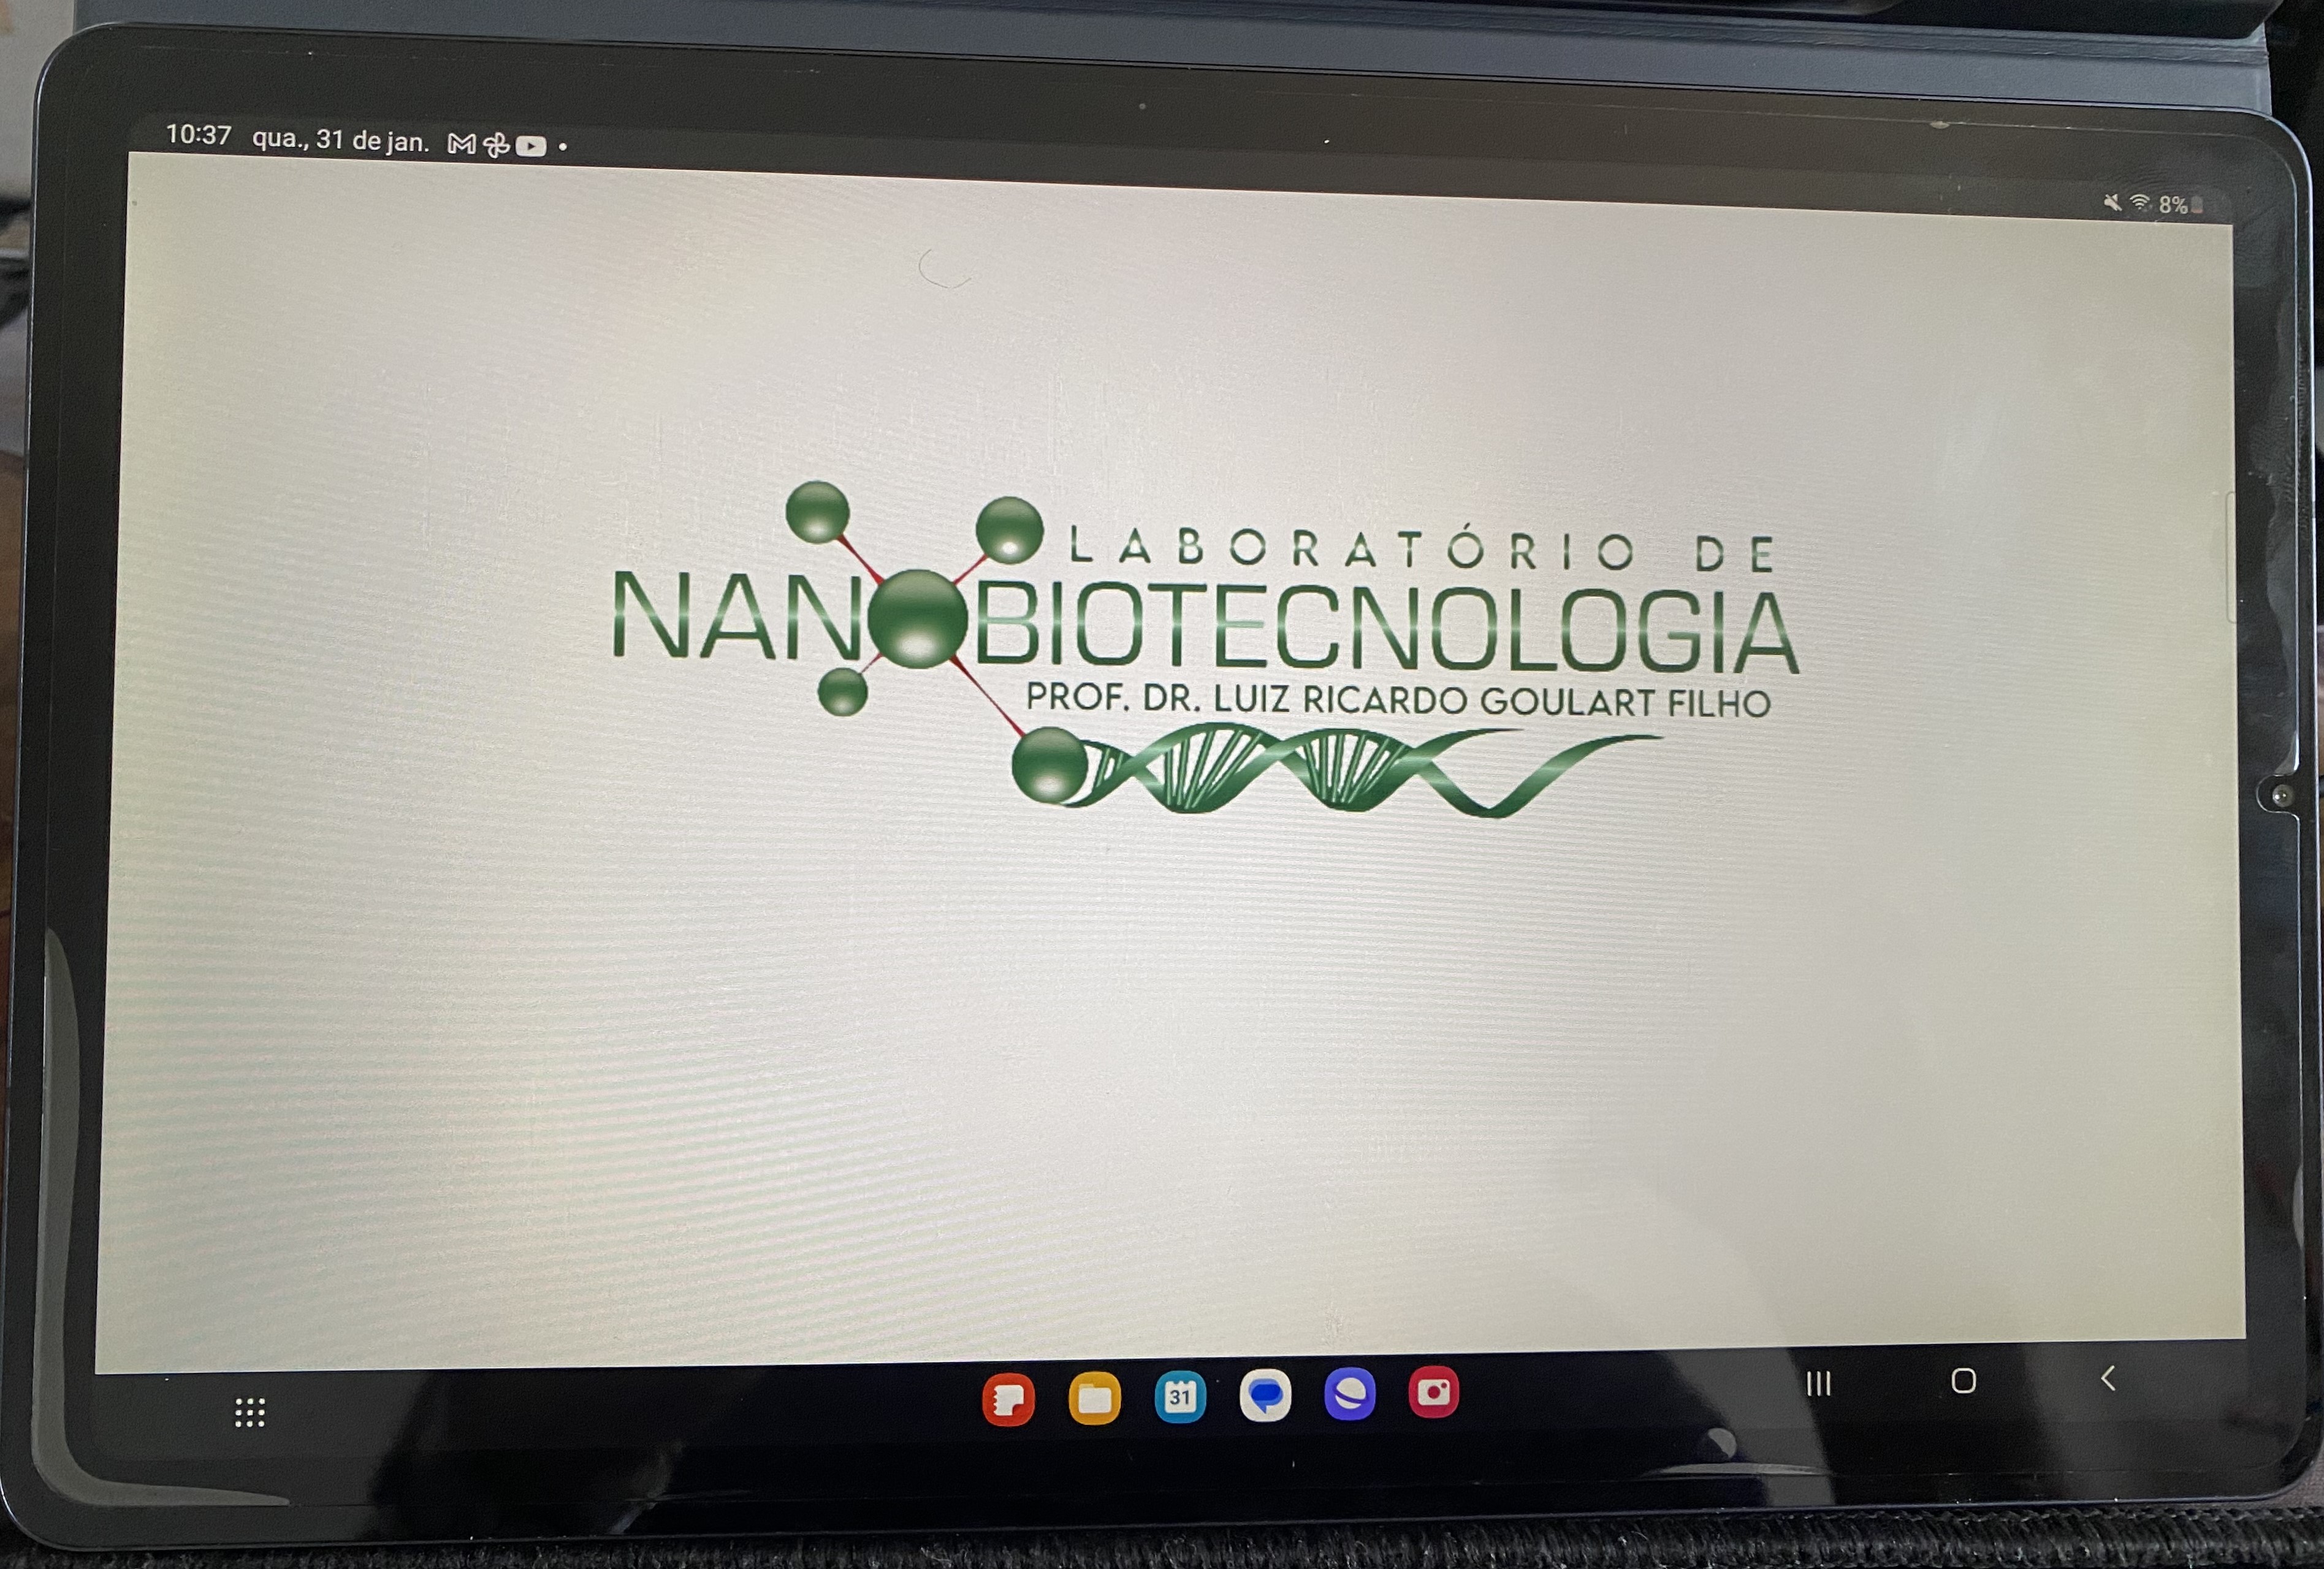 10:37 qua., 31 de jan.
8%
LABORATÓRIO DE
NANOBIOTECNOLOGIA
PROF. DR. LUIZ RICARDO GOULART FILHO
31